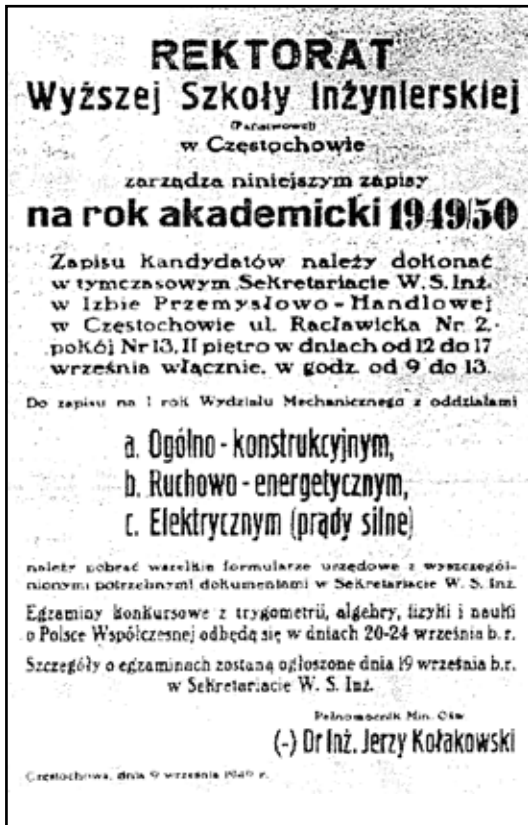 REKTORAT
Wyższej Szkoły Inżynierskiej
(Państwowej)
w Częstochowie
zarządza niniejszym zapisy
na rok akademicki 1949/50
Zapisu Kandydatów należy dokonać
w tymczasowym Sekretariacie W. S. Inż.
w Izbie Przemysłowo-Handlowej
w Częstochowie ul. Racławicka Nr 2,
pokój Nr 13, II piętro w dniach od 12 do 17
września włącznie, w godz. od 9 do 13.
Do zapisu na I rok Wydziału Mechanicznego z oddziałami
a. Ogólno-konstrukcyjnym,
b. Ruchowo-energetycznym,
c. Elektrycznym (prądy silne)
należy pobrać wszelkie formularze urzędowe z wyszczegól-
nionymi potrzebnymi dokumentami w Sekretariacie W. S. Inż.
Egzaminy konkursowe z trygometrii, algebry, fizyki i nauki
o Polsce Współczesnej odbędą się w dniach 20-24 września b. r.
Szczegóły o egzaminach zostaną ogłoszone dnia 19 września b.r.
w Sekretariacie W. S. Inż.
Pełnomocnik Min. Ośw
(-) Dr Inż. Jerzy Kołakowski
Częstochowa, dnia 9 września 1949 r.